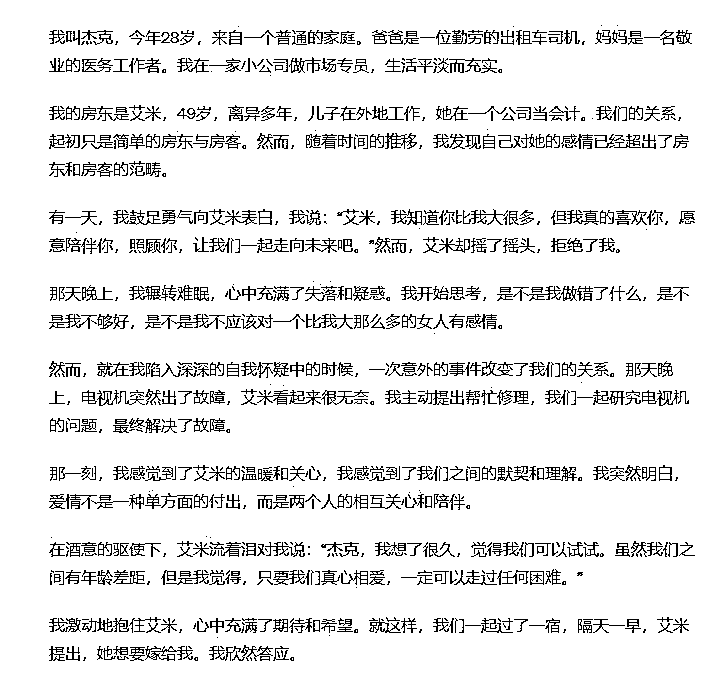 我叫杰克，今年28岁，来自一个普通的家庭。爸爸是一位勤劳的出租车司机，妈妈是一名敬
业的医务工作者。我在一家小公司做市场专员，生活平淡而充实。
我的房东是艾米，49岁，离异多年，儿子在外地工作，她在一个公司当会计。我们的关系，
起初只是简单的房东与房客。然而，随着时间的推移，我发现自己对她的感情已经超出了房
东和房客的范畴。
有一天，我鼓足勇气向艾米表白，我说：“艾米，我知道你比我大很多，但我真的喜欢你，愿
意陪伴你，照顾你，让我们一起走向未来吧。”然而，艾米却摇了摇头，拒绝了我。
那天晚上，我辗转难眠，心中充满了失落和疑惑。我开始思考，是不是我做错了什么，是不
是我不够好，是不是我不应该对一个比我大那么多的女人有感情。
然而，就在我陷入深深的自我怀疑中的时候，一次意外的事件改变了我们的关系。那天晚
上，电视机突然出了故障，艾米看起来很无奈。我主动提出帮忙修理，我们一起研究电视机
的问题，最终解决了故障。
那一刻，我感觉到了艾米的温暖和关心，我感觉到了我们之间的默契和理解。我突然明白，
爱情不是一种单方面的付出，而是两个人的相互关心和陪伴。
在酒意的驱使下，艾米流着泪对我说：“杰克，我想了很久，觉得我们可以试试。虽然我们之
间有年龄差距，但是我觉得，只要我们真心相爱，一定可以走过任何困难。”
我激动地抱住艾米，心中充满了期待和希望。就这样，我们一起过了一宿，隔天一早，艾米
提出，她想要嫁给我。我欣然答应。